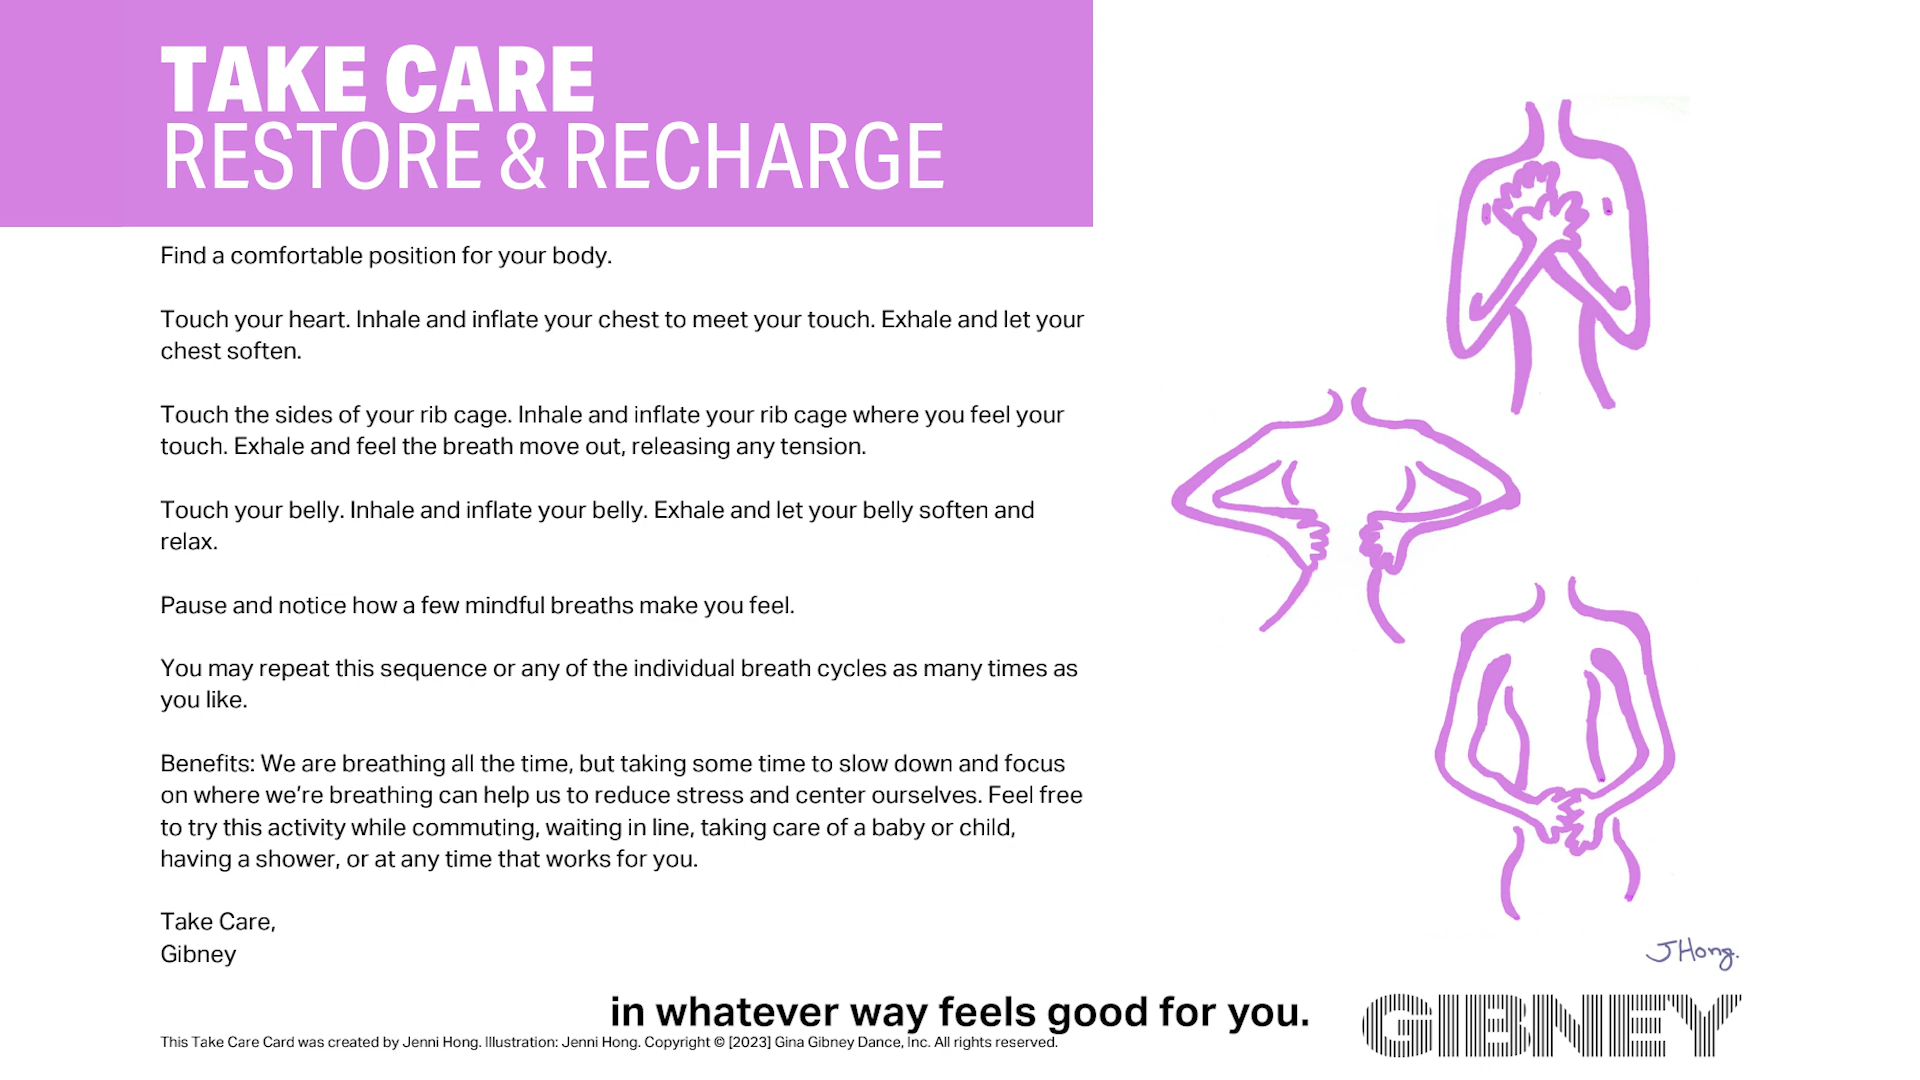 TAKE CARE
RESTORE & RECHARGE
Find a comfortable position for your body.
Touch your heart. Inhale and inflate your chest to meet your touch. Exhale and let your
chest soften.
Touch the sides of your rib cage. Inhale and inflate your rib cage where you feel your
touch. Exhale and feel the breath move out, releasing any tension.
Touch your belly. Inhale and inflate your belly. Exhale and let your belly soften and
relax.
Pause and notice how a few mindful breaths make you feel.
You may repeat this sequence or any of the individual breath cycles as many times as
you like.
Benefits: We are breathing all the time, but taking some time to slow down and focus
on where we’re breathing can help us to reduce stress and center ourselves. Feel free
to try this activity while commuting, waiting in line, taking care of a baby or child,
having a shower, or at any time that works for you.
Take Care,
Gibney
JHong.
in whatever way feels good for you.
GIBNEY
This Take Care Card was created by Jenni Hong. Illustration: Jenni Hong. Copyright © [2023] Gina Gibney Dance, Inc. All rights reserved.